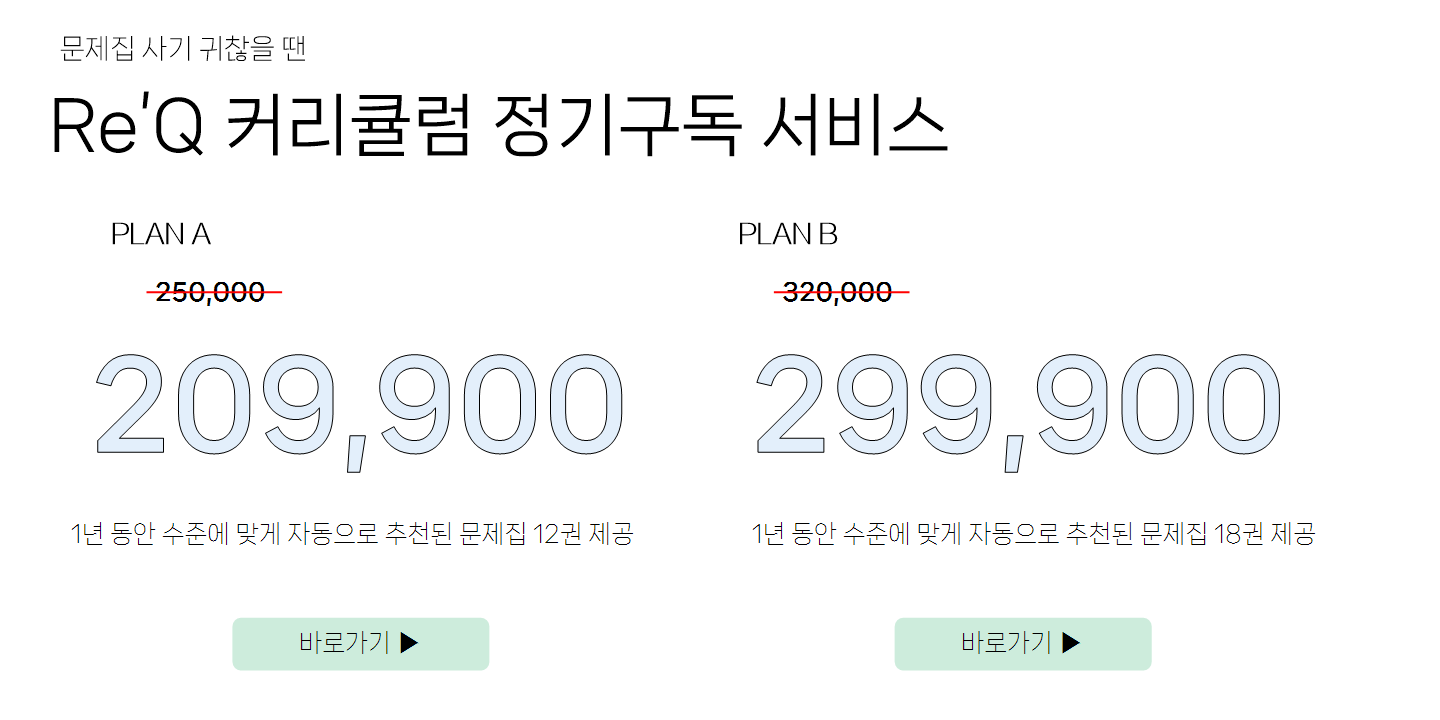 문제집 사기 귀찮을 땐
Re'Q 커리큘럼 정기구독 서비스
PLAN A
250,000
209,900
1년 동안 수준에 맞게 자동으로 추천된 문제집 12권 제공
바로가기 ▶
PLAN B
320,000
299,900
1년 동안 수준에 맞게 자동으로 추천된 문제집 18권 제공
바로가기 ▶